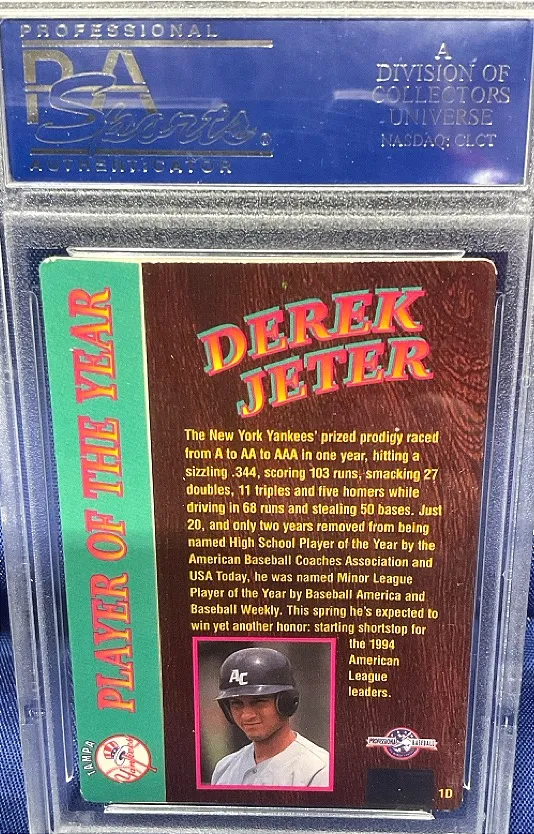 PROFESSIONAL
PSA
Sports
AUTHENTICATOR
A
DIVISION OF
COLLECTORS
UNIVERSE
NASDAQ: CLCT
PLAYER OF THE YEAR
DEREK
JETER
The New York Yankees' prized prodigy raced
from A to AA to AAA in one year, hitting a
sizzling .344, scoring 103 runs, smacking 27
doubles, 11 triples and five homers while
driving in 68 runs and stealing 50 bases. Just
20, and only two years removed from being
named High School Player of the Year by the
American Baseball Coaches Association and
USA Today, he was named Minor League
Player of the Year by Baseball America and
Baseball Weekly. This spring he's expected to
win yet another honor: starting shortstop for
the 1994
American
League
leaders.
AC
TAMPA
Yankees
PROFESSIONAL BASEBALL
1D